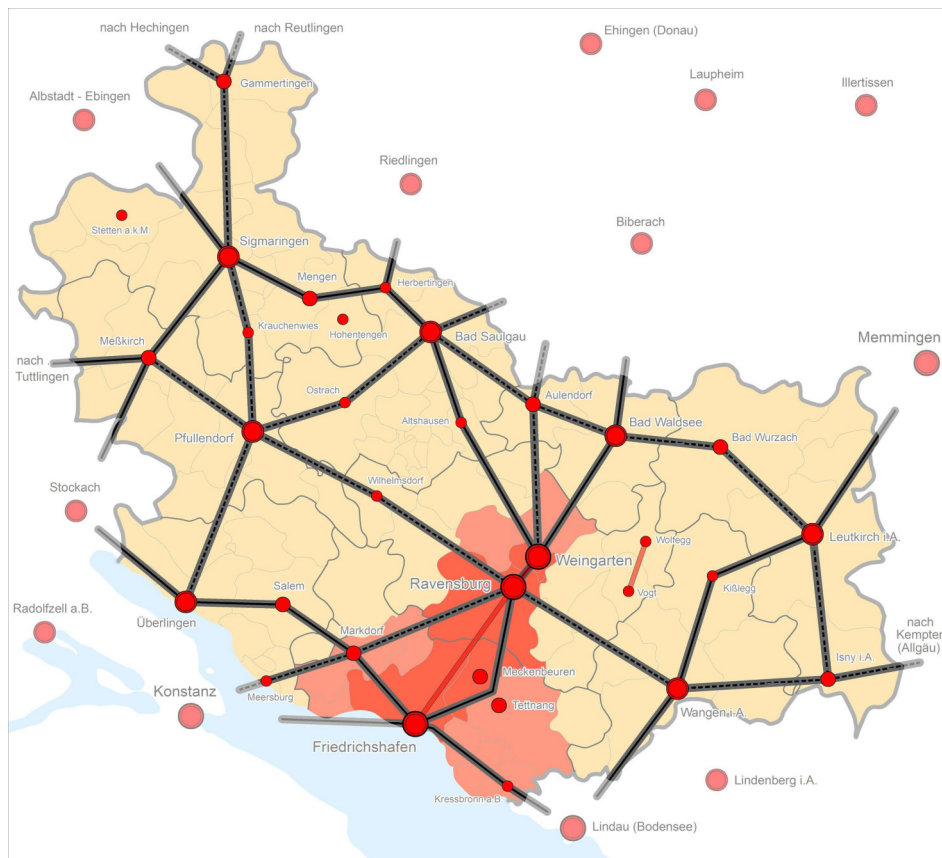 nach Hechingen
nach Reutlingen
Ehingen (Donau)
Gammertingen
Laupheim
Illertissen
Albstadt - Ebingen
Riedlingen
Biberach
Stetten a.k.M
Sigmaringen
Mengen
Herbertingen
Krauchenwies
Hohentengen
Bad Saulgau
Meßkirch
Memmingen
nach
Tuttlingen
Ostrach
Aulendorf
Altshausen
Bad Waldsee
Bad Wurzach
Pfullendorf
Wilhelmsdorf
Stockach
Wolfegg
Leutkirch i.A.
Weingarten
Ravensburg
Vogt
Kißlegg
Salem
Überlingen
Radolfzell a.B.
Markdorf
nach
Kempten
(Allgäu)
Isny i.A.
Meckenbeuren
Meersburg
Konstanz
Tettnang
Wangen i.A.
Friedrichshafen
Lindenberg i.A.
Kressbronn a.B.
Lindau (Bodensee)